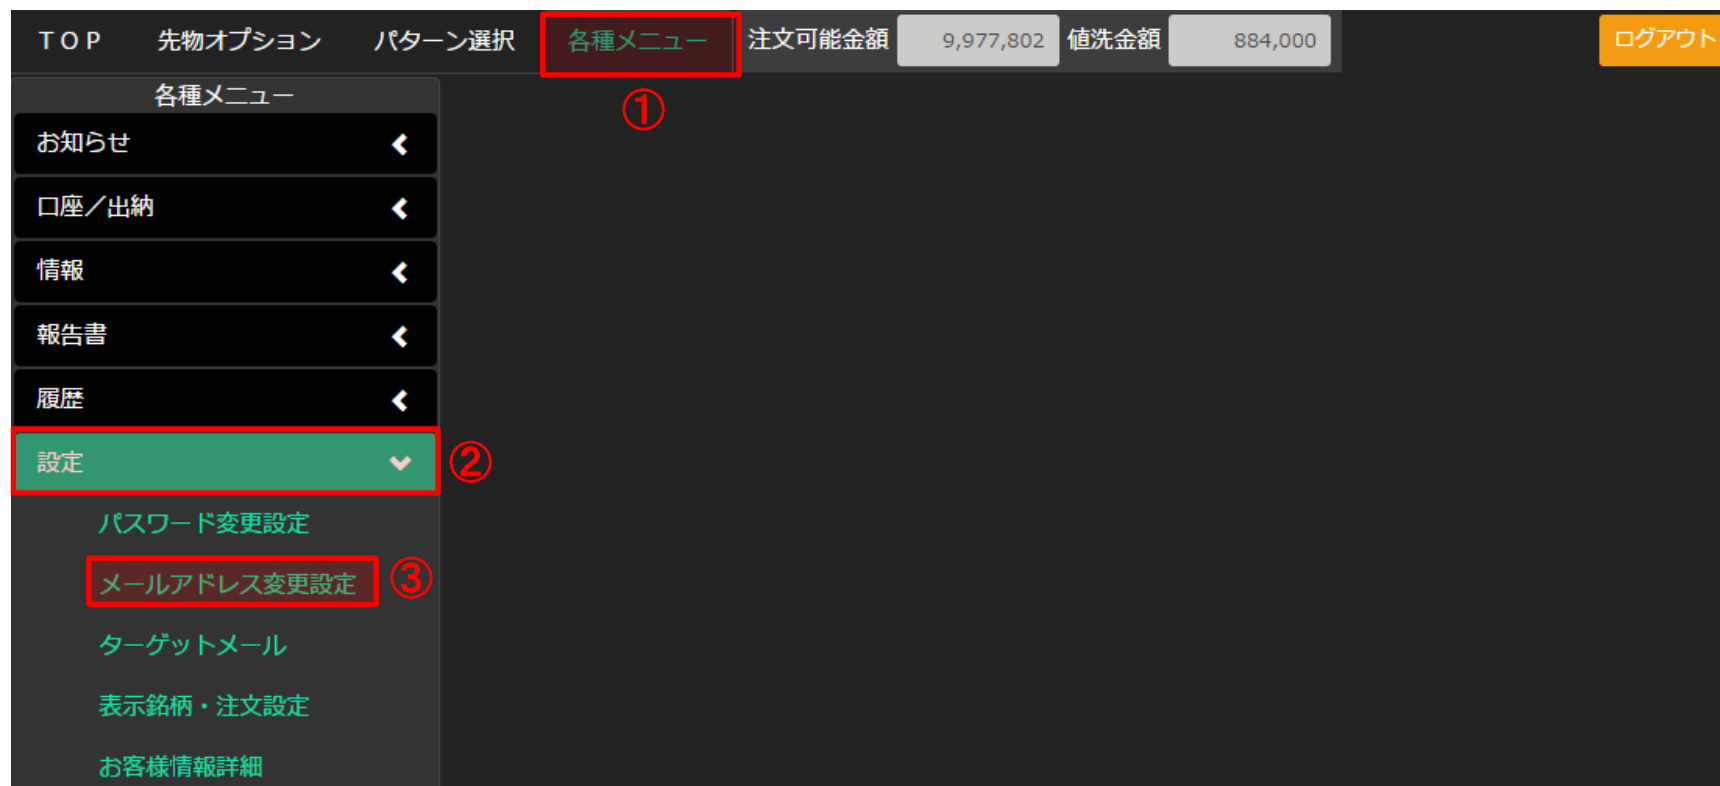 TOP 先物オプション パターン選択 各種メニュー 注文可能金額 9,977,802 値洗金額 884,000 ログアウト
①
各種メニュー
お知らせ
口座／出納
情報
報告書
履歴
設定 ②
パスワード変更設定
メールアドレス変更設定 ③
ターゲットメール
表示銘柄・注文設定
お客様情報詳細